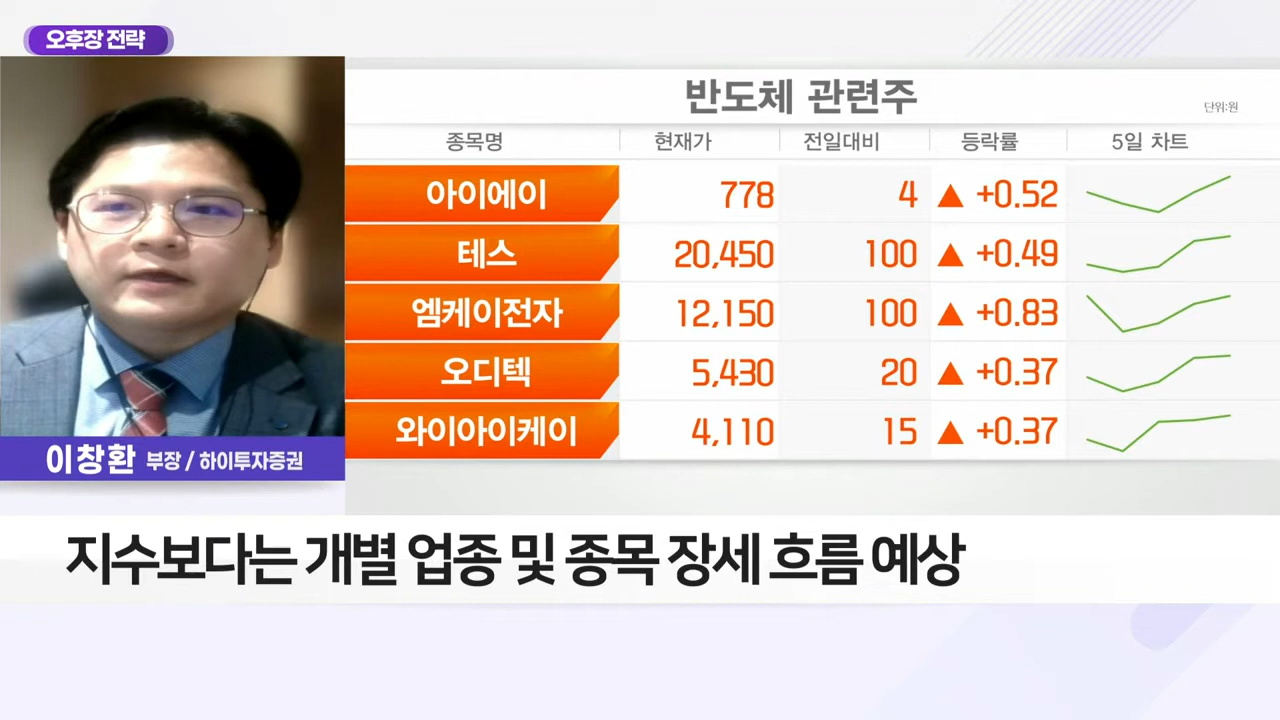 오후장 전략
반도체 관련주
단위:원
종목명 현재가 전일대비 등락률 5일 차트
아이에이 778 4 ▲ +0.52
테스 20,450 100 ▲ +0.49
엠케이전자 12,150 100 ▲ +0.83
오디텍 5,430 20 ▲ +0.37
와이아이케이 4,110 15 ▲ +0.37
이창환 부장 / 하이투자증권
지수보다는 개별 업종 및 종목 장세 흐름 예상